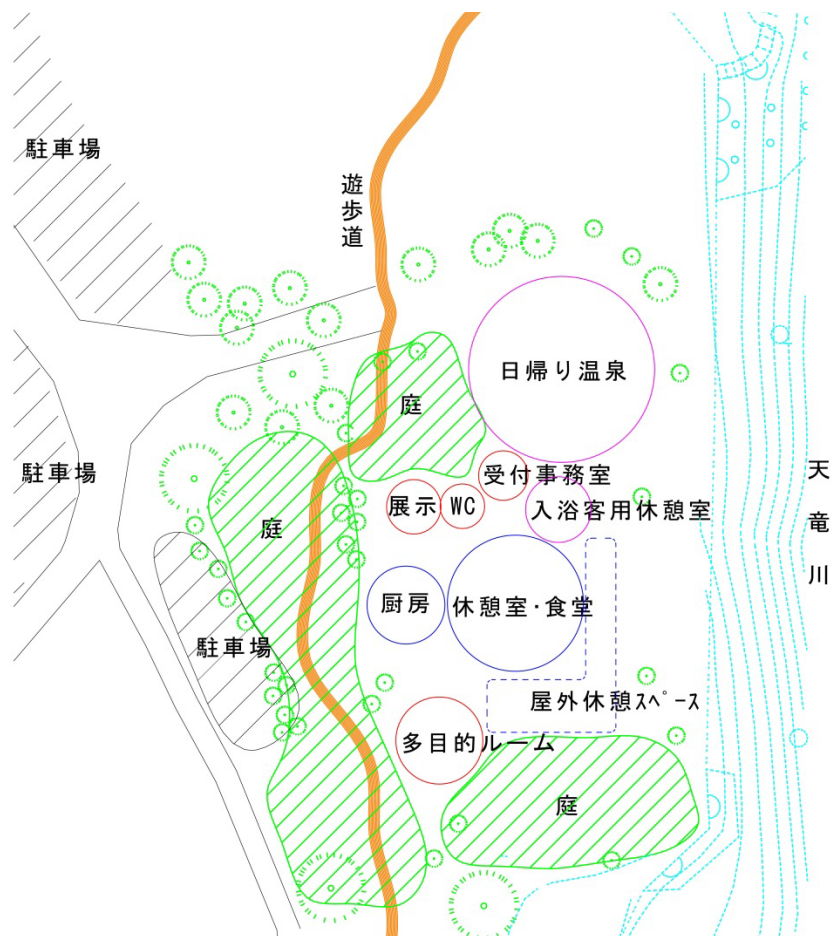 駐車場
遊歩道
日帰り温泉
庭
駐車場
受付事務室
展示
WC
入浴客用休憩室
天竜川
庭
厨房
休憩室・食堂
駐車場
屋外休憩ｽﾍﾟｰｽ
多目的ルーム
庭